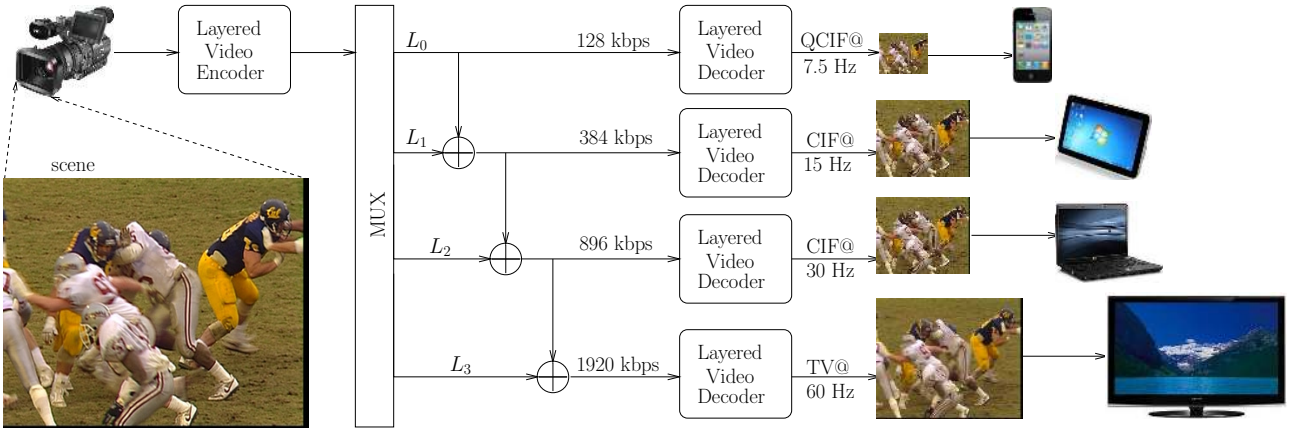 Layered
Video
Encoder
scene
MUX
L0
128 kbps
Layered
Video
Decoder
QCIF@
7.5 Hz
L1
384 kbps
Layered
Video
Decoder
CIF@
15 Hz
L2
896 kbps
Layered
Video
Decoder
CIF@
30 Hz
L3
1920 kbps
Layered
Video
Decoder
TV@
60 Hz